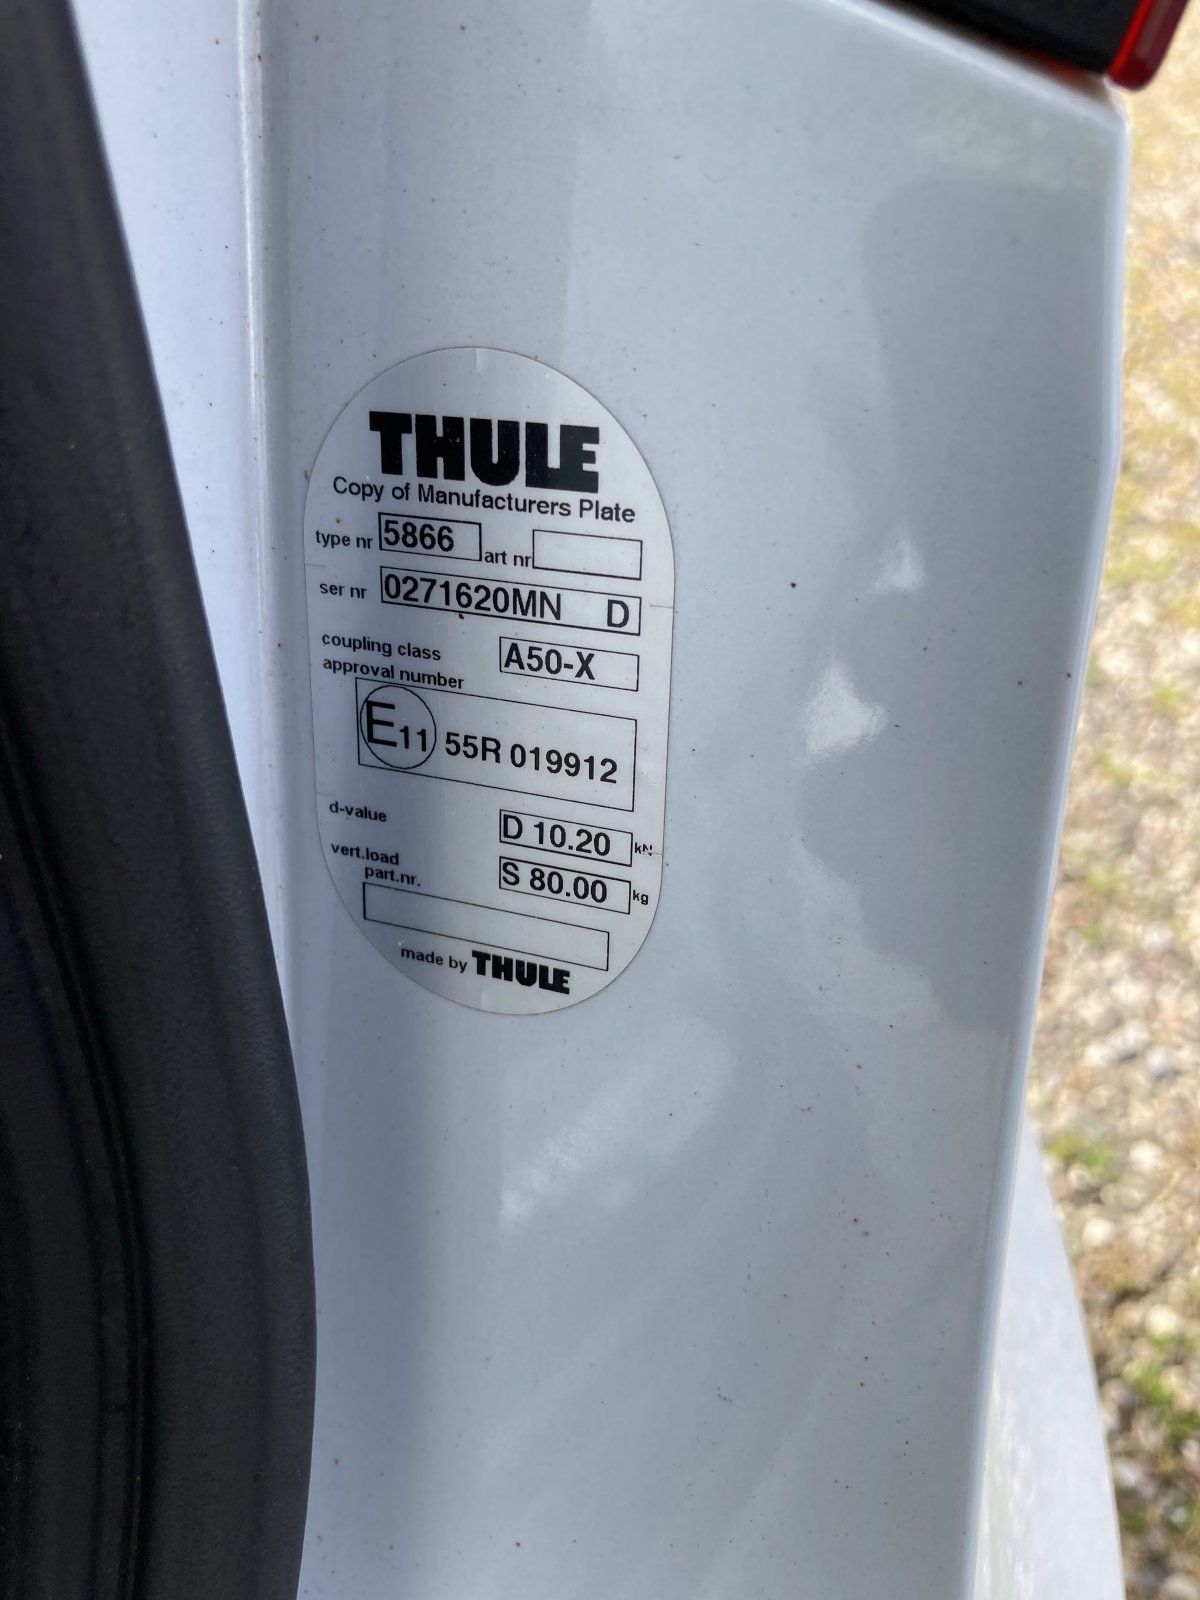 THULE
Copy of Manufacturers Plate
type nr 5866 art nr
ser nr 0271620MN D
coupling class A50-X
approval number
E11 55R 019912
d-value D 10.20 kN
vert.load S 80.00 kg
part.nr.
made by THULE